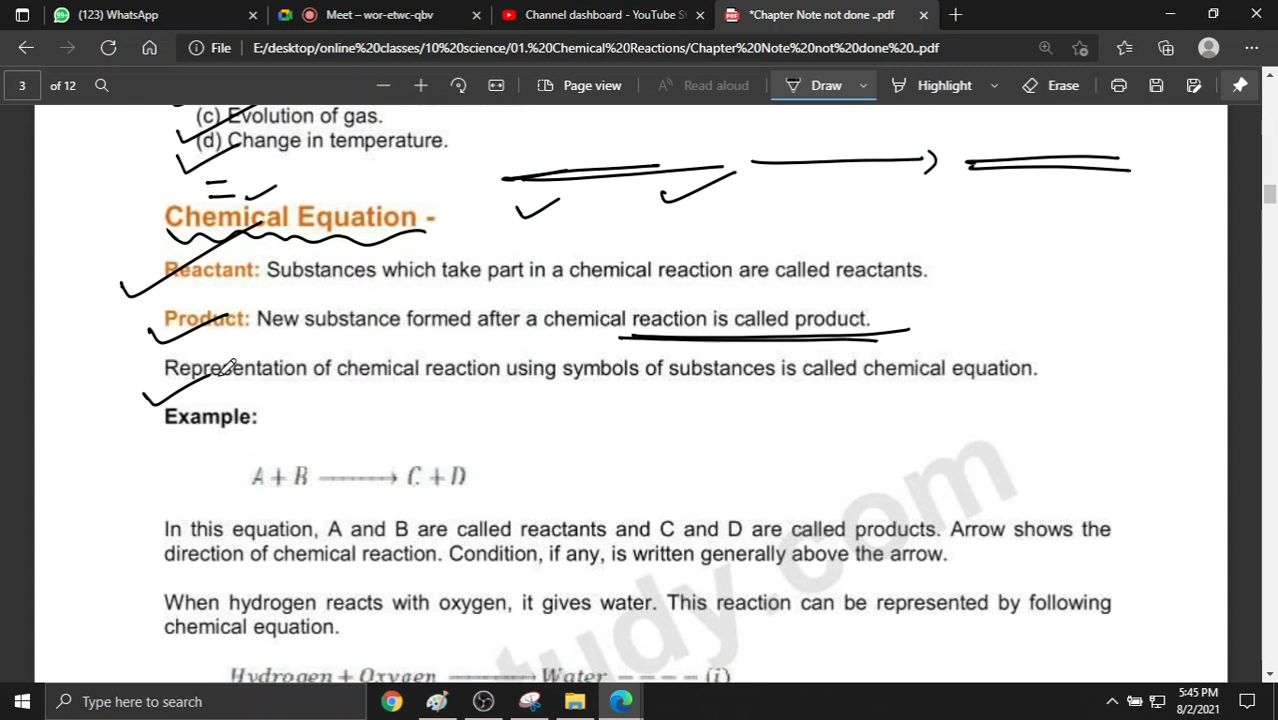 (123) WhatsApp
Meet – wor-etwc-qbv
Channel dashboard - YouTube S
*Chapter Note not done ..pdf
File
E:/desktop/online%20classes/10%20science/01.%20Chemical%20Reactions/Chapter%20Note%20not%20done%20..pdf
3 of 12
Page view
Read aloud
Draw
Highlight
Erase
(c) Evolution of gas.
(d) Change in temperature.
Chemical Equation -
Reactant: Substances which take part in a chemical reaction are called reactants.
Product: New substance formed after a chemical reaction is called product.
Representation of chemical reaction using symbols of substances is called chemical equation.
Example:
A + B ⟶ C + D
In this equation, A and B are called reactants and C and D are called products. Arrow shows the
direction of chemical reaction. Condition, if any, is written generally above the arrow.
When hydrogen reacts with oxygen, it gives water. This reaction can be represented by following
chemical equation.
Hydrogen + Oxygen ⟶ Water − − − − (i)
study.com
Type here to search
5:45 PM
8/2/2021